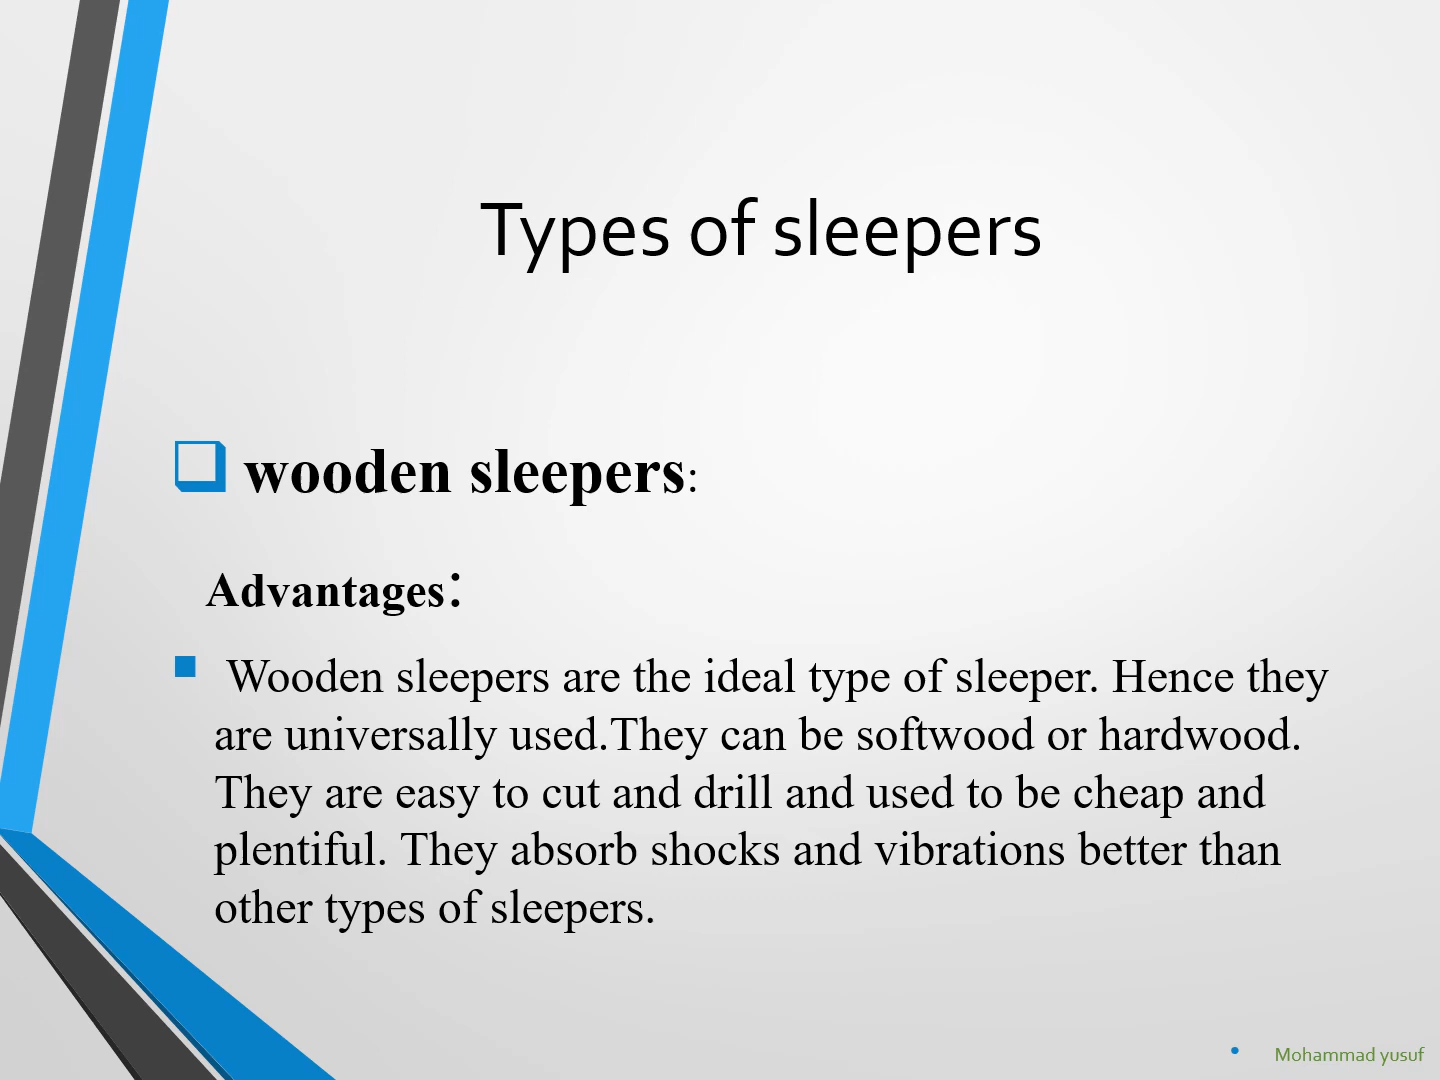 Types of sleepers
wooden sleepers:
Advantages:
Wooden sleepers are the ideal type of sleeper. Hence they
are universally used.They can be softwood or hardwood.
They are easy to cut and drill and used to be cheap and
plentiful. They absorb shocks and vibrations better than
other types of sleepers.
• Mohammad yusuf